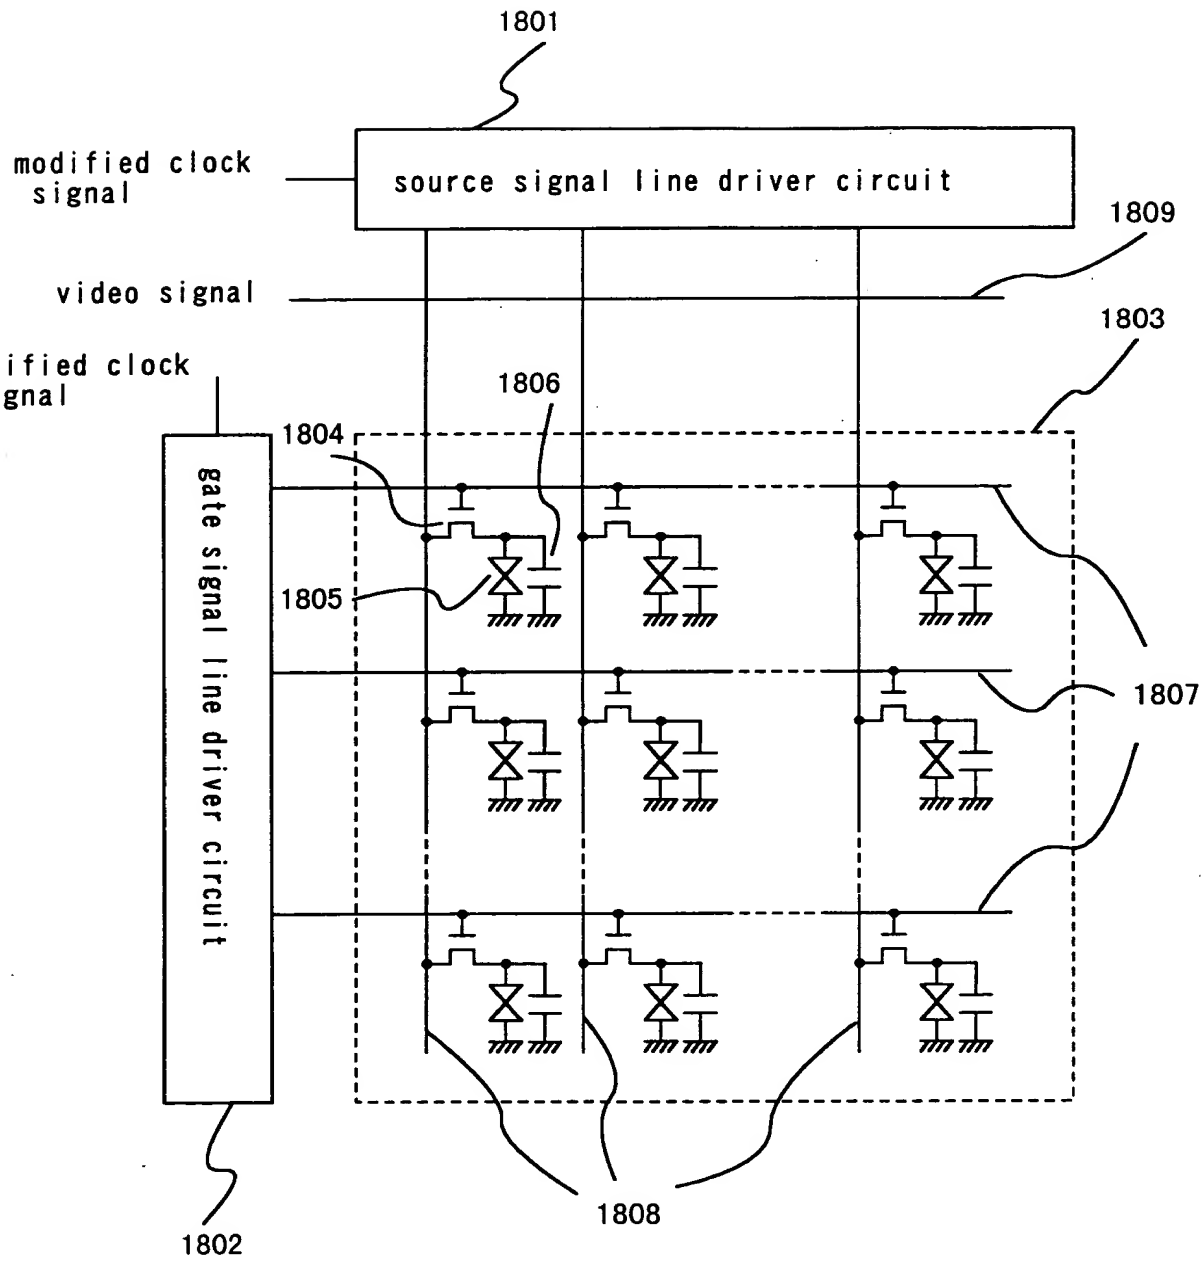 1801
modified clock
signal
source signal line driver circuit
1809
video signal
1803
ified clock
gnal
1806
1804
gate signal line driver circuit
1805
1807
1808
1802